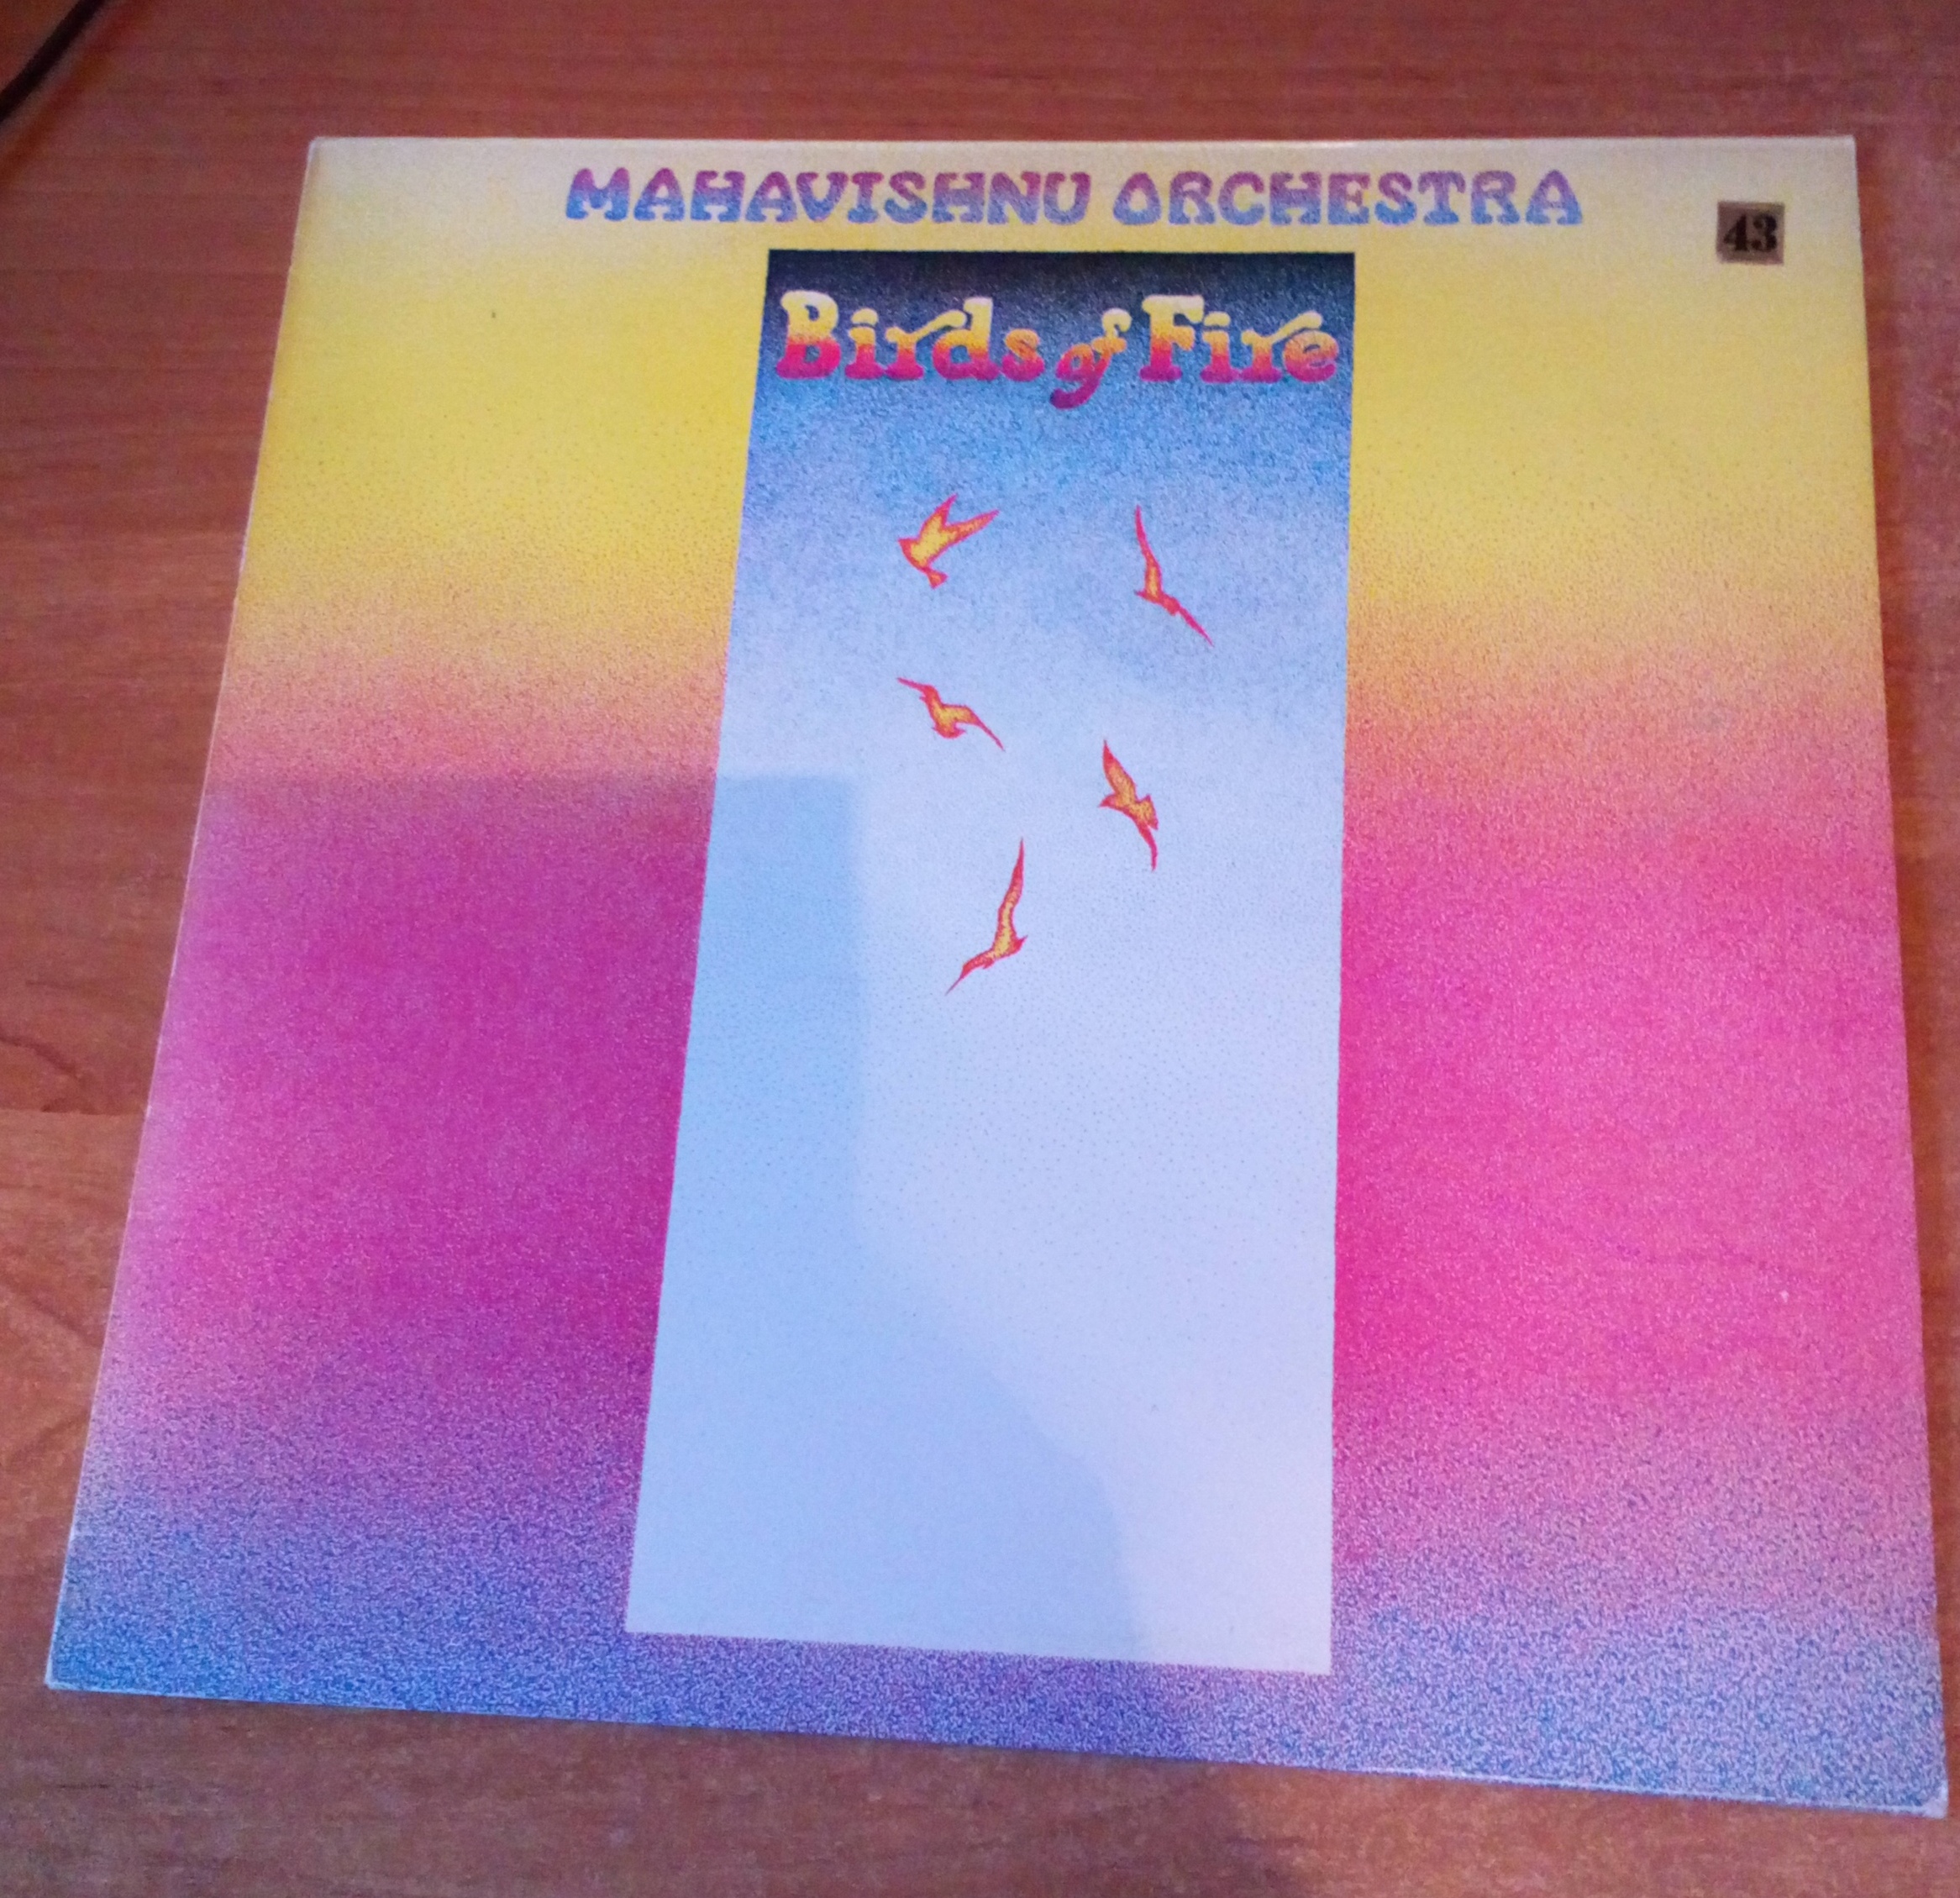 MAHAVISHNU ORCHESTRA
43
Birds of Fire